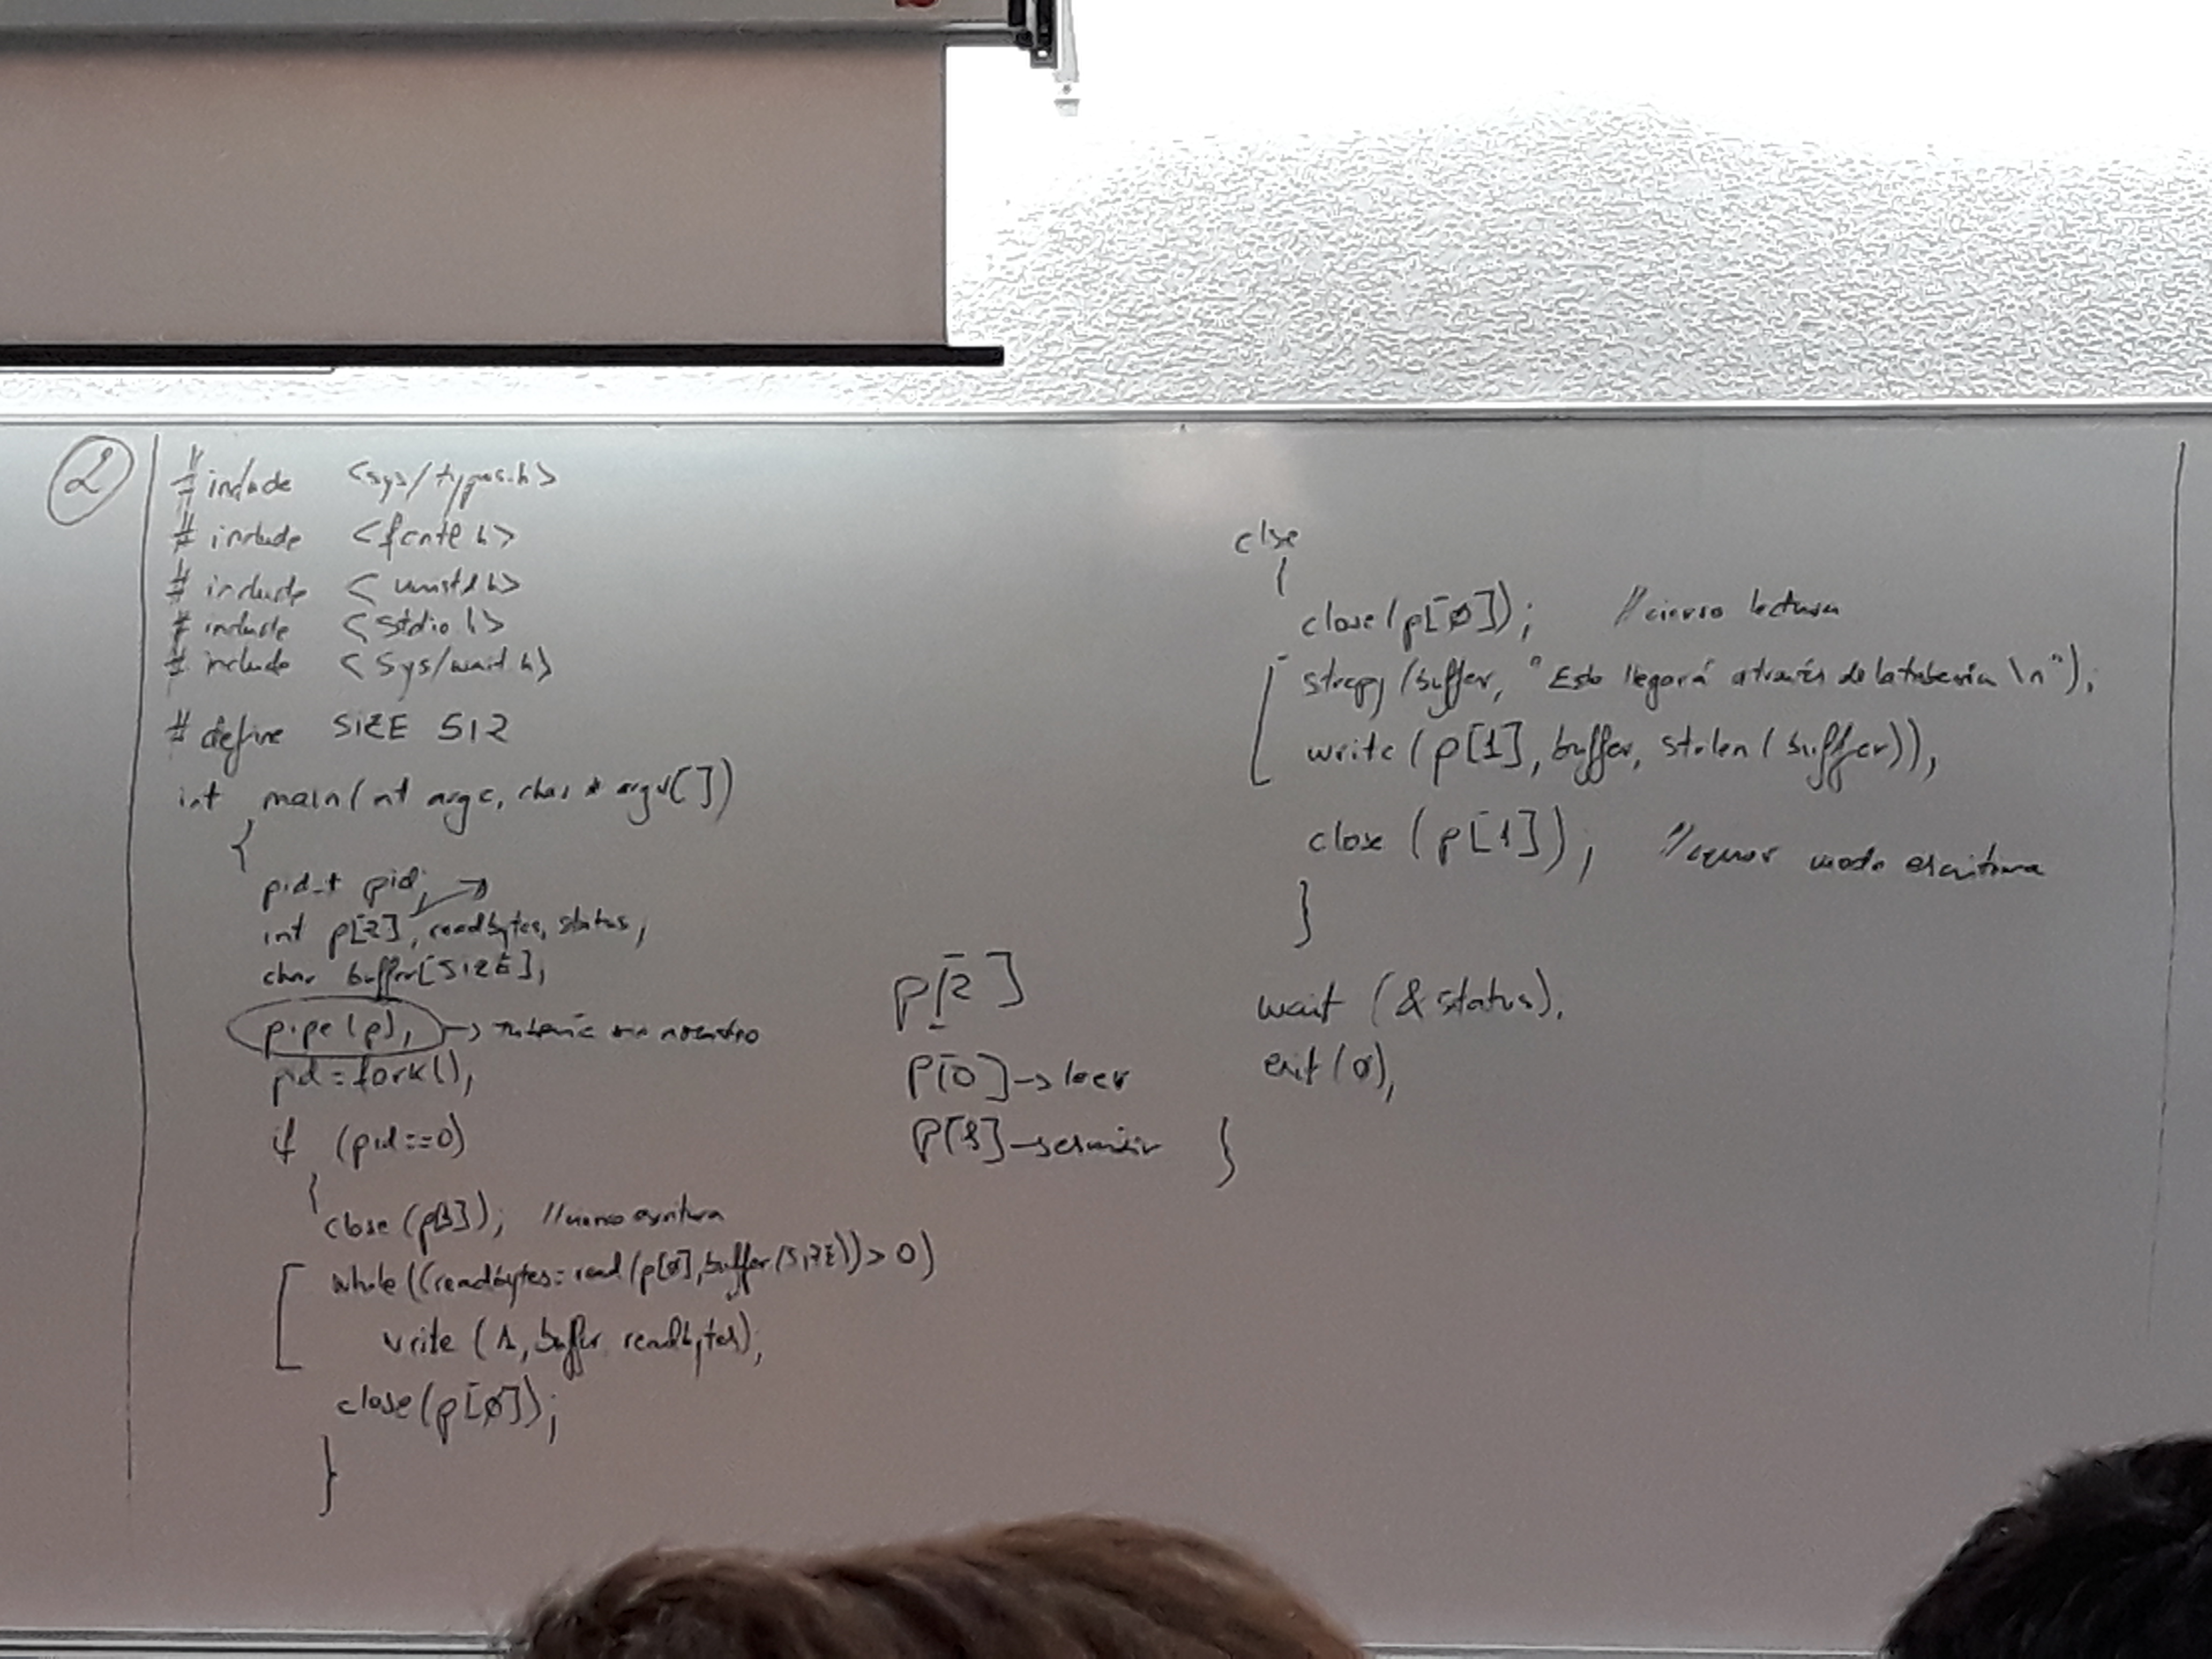 2
# include <sys/types.h>
# include <fcntl.h>
# include <unistd.h>
# include <stdio.h>
# include <sys/wait.h>
# define SIZE 512
int main(int argc, char * argv[])
{
pid_t pid;
int p[2], readbytes, status;
char buffer[SIZE];
pipe(p); → tubería sin nombre
pid=fork();
if (pid==0)
{
close(p[1]); //cierro escritura
while((readbytes=read(p[0],buffer(SIZE))>0)
write (1, buffer, readbytes);
close(p[0]);
}
p[2]
p[0]→leer
p[1]→escribir
else
{
close(p[0]); //cierro lectura
strcpy(buffer, "Esto llegará através de la tubería \n");
write (p[1], buffer, strlen(buffer));
close (p[1]); //cerrar modo escritura
}
wait (&status);
exit(0);
}